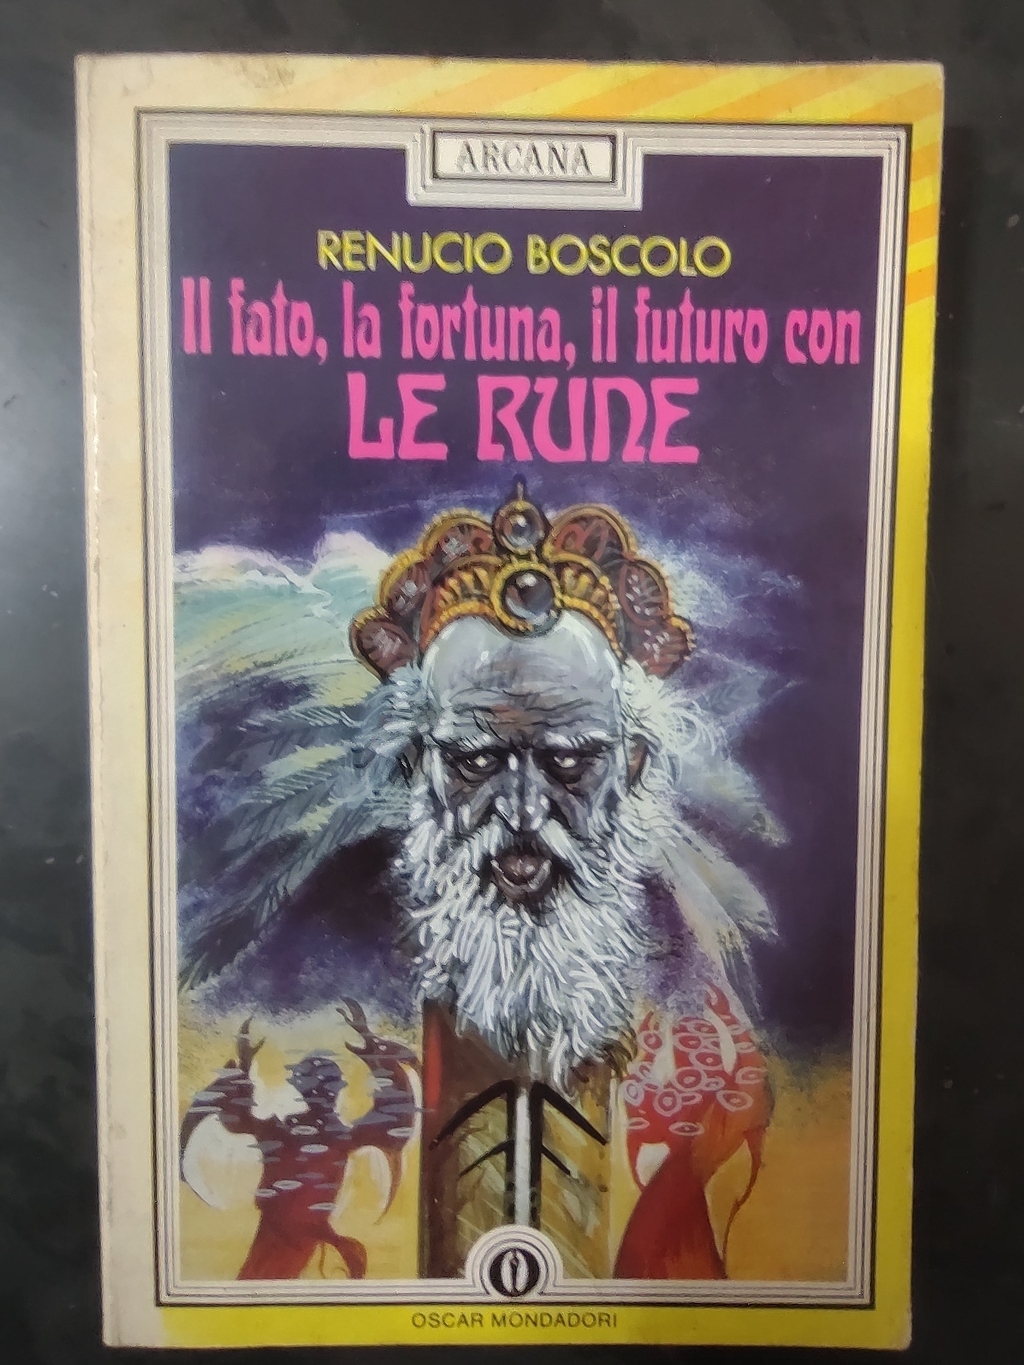 ARCANA
RENUCIO BOSCOLO
Il fato, la fortuna, il futuro con
LE RUNE
OSCAR MONDADORI